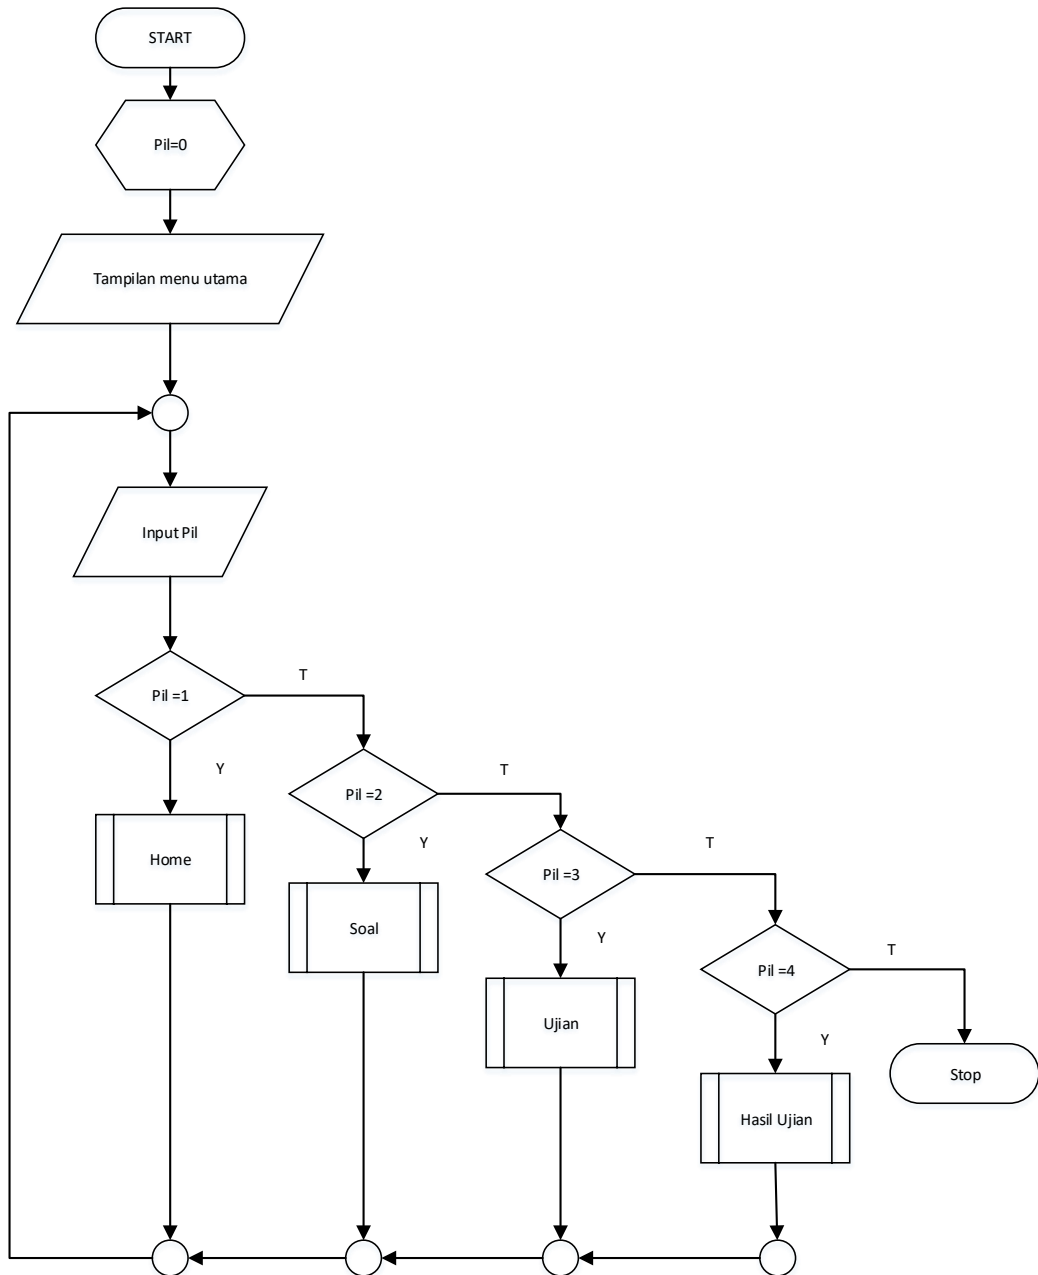 START
Pil=0
Tampilan menu utama
Input Pil
Pil =1
T
Y
Home
Pil =2
T
Y
Soal
Pil =3
T
Y
Ujian
Pil =4
T
Y
Hasil Ujian
Stop